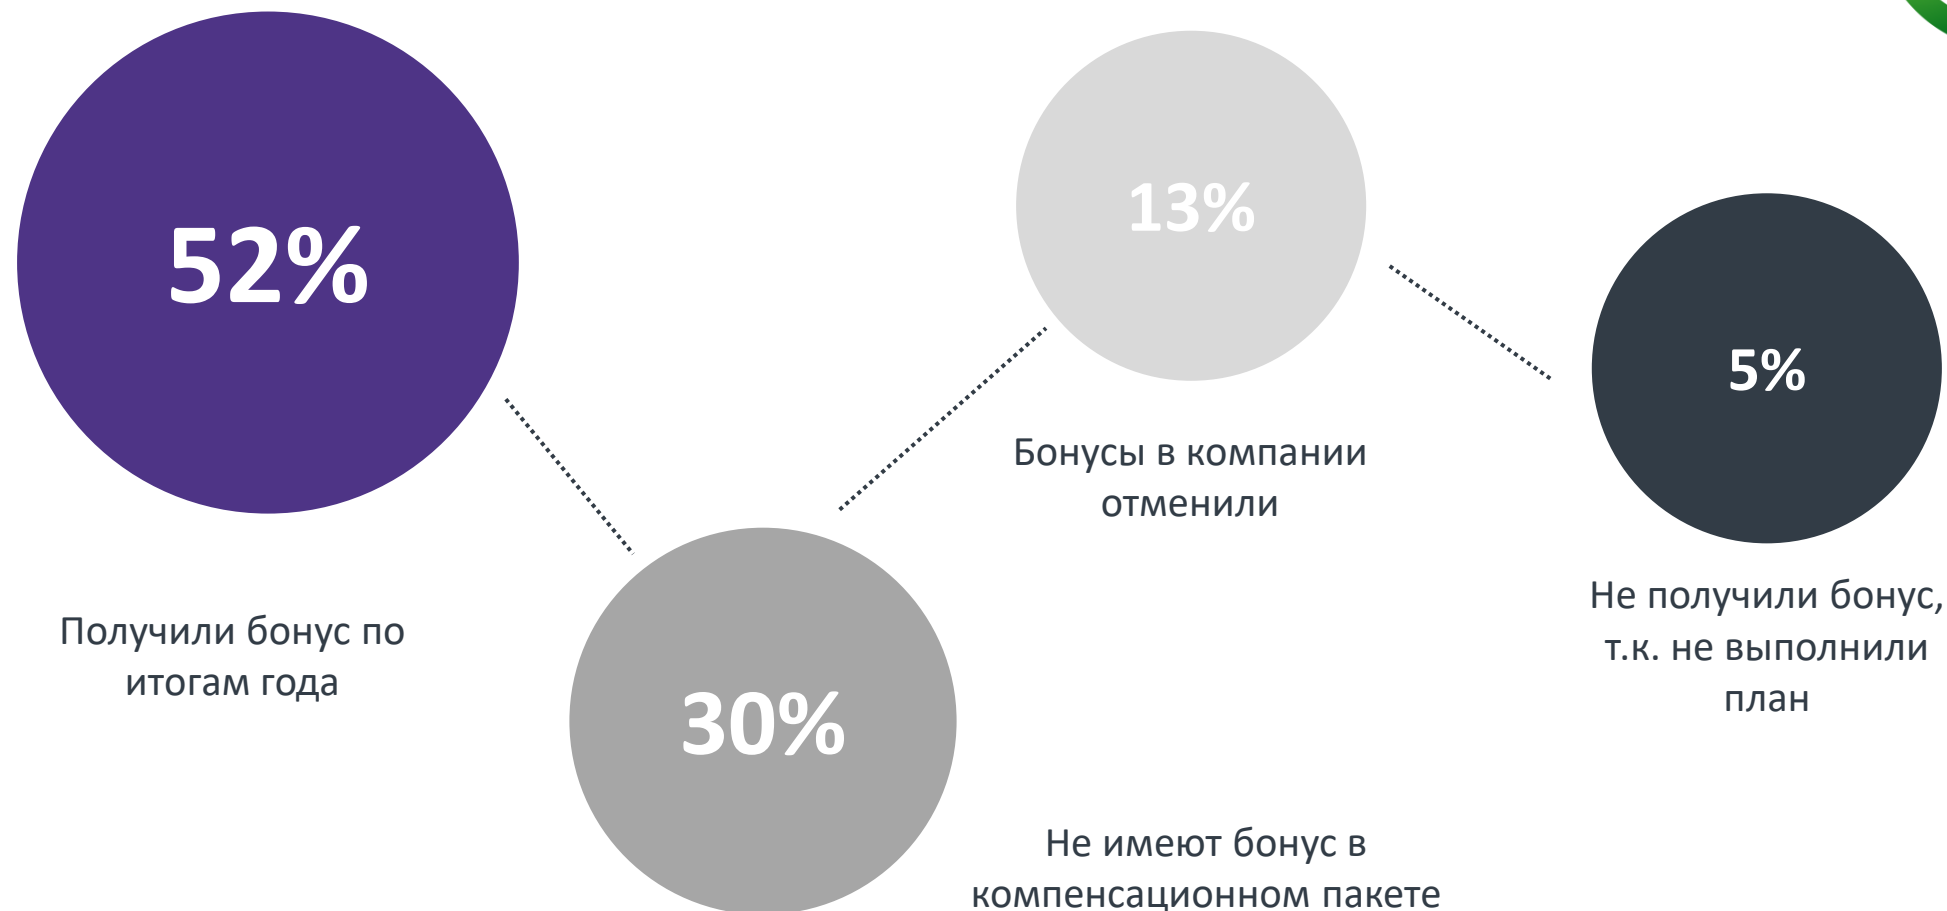 52%
Получили бонус по
итогам года
30%
Не имеют бонус в
компенсационном пакете
13%
Бонусы в компании
отменили
5%
Не получили бонус,
т.к. не выполнили
план